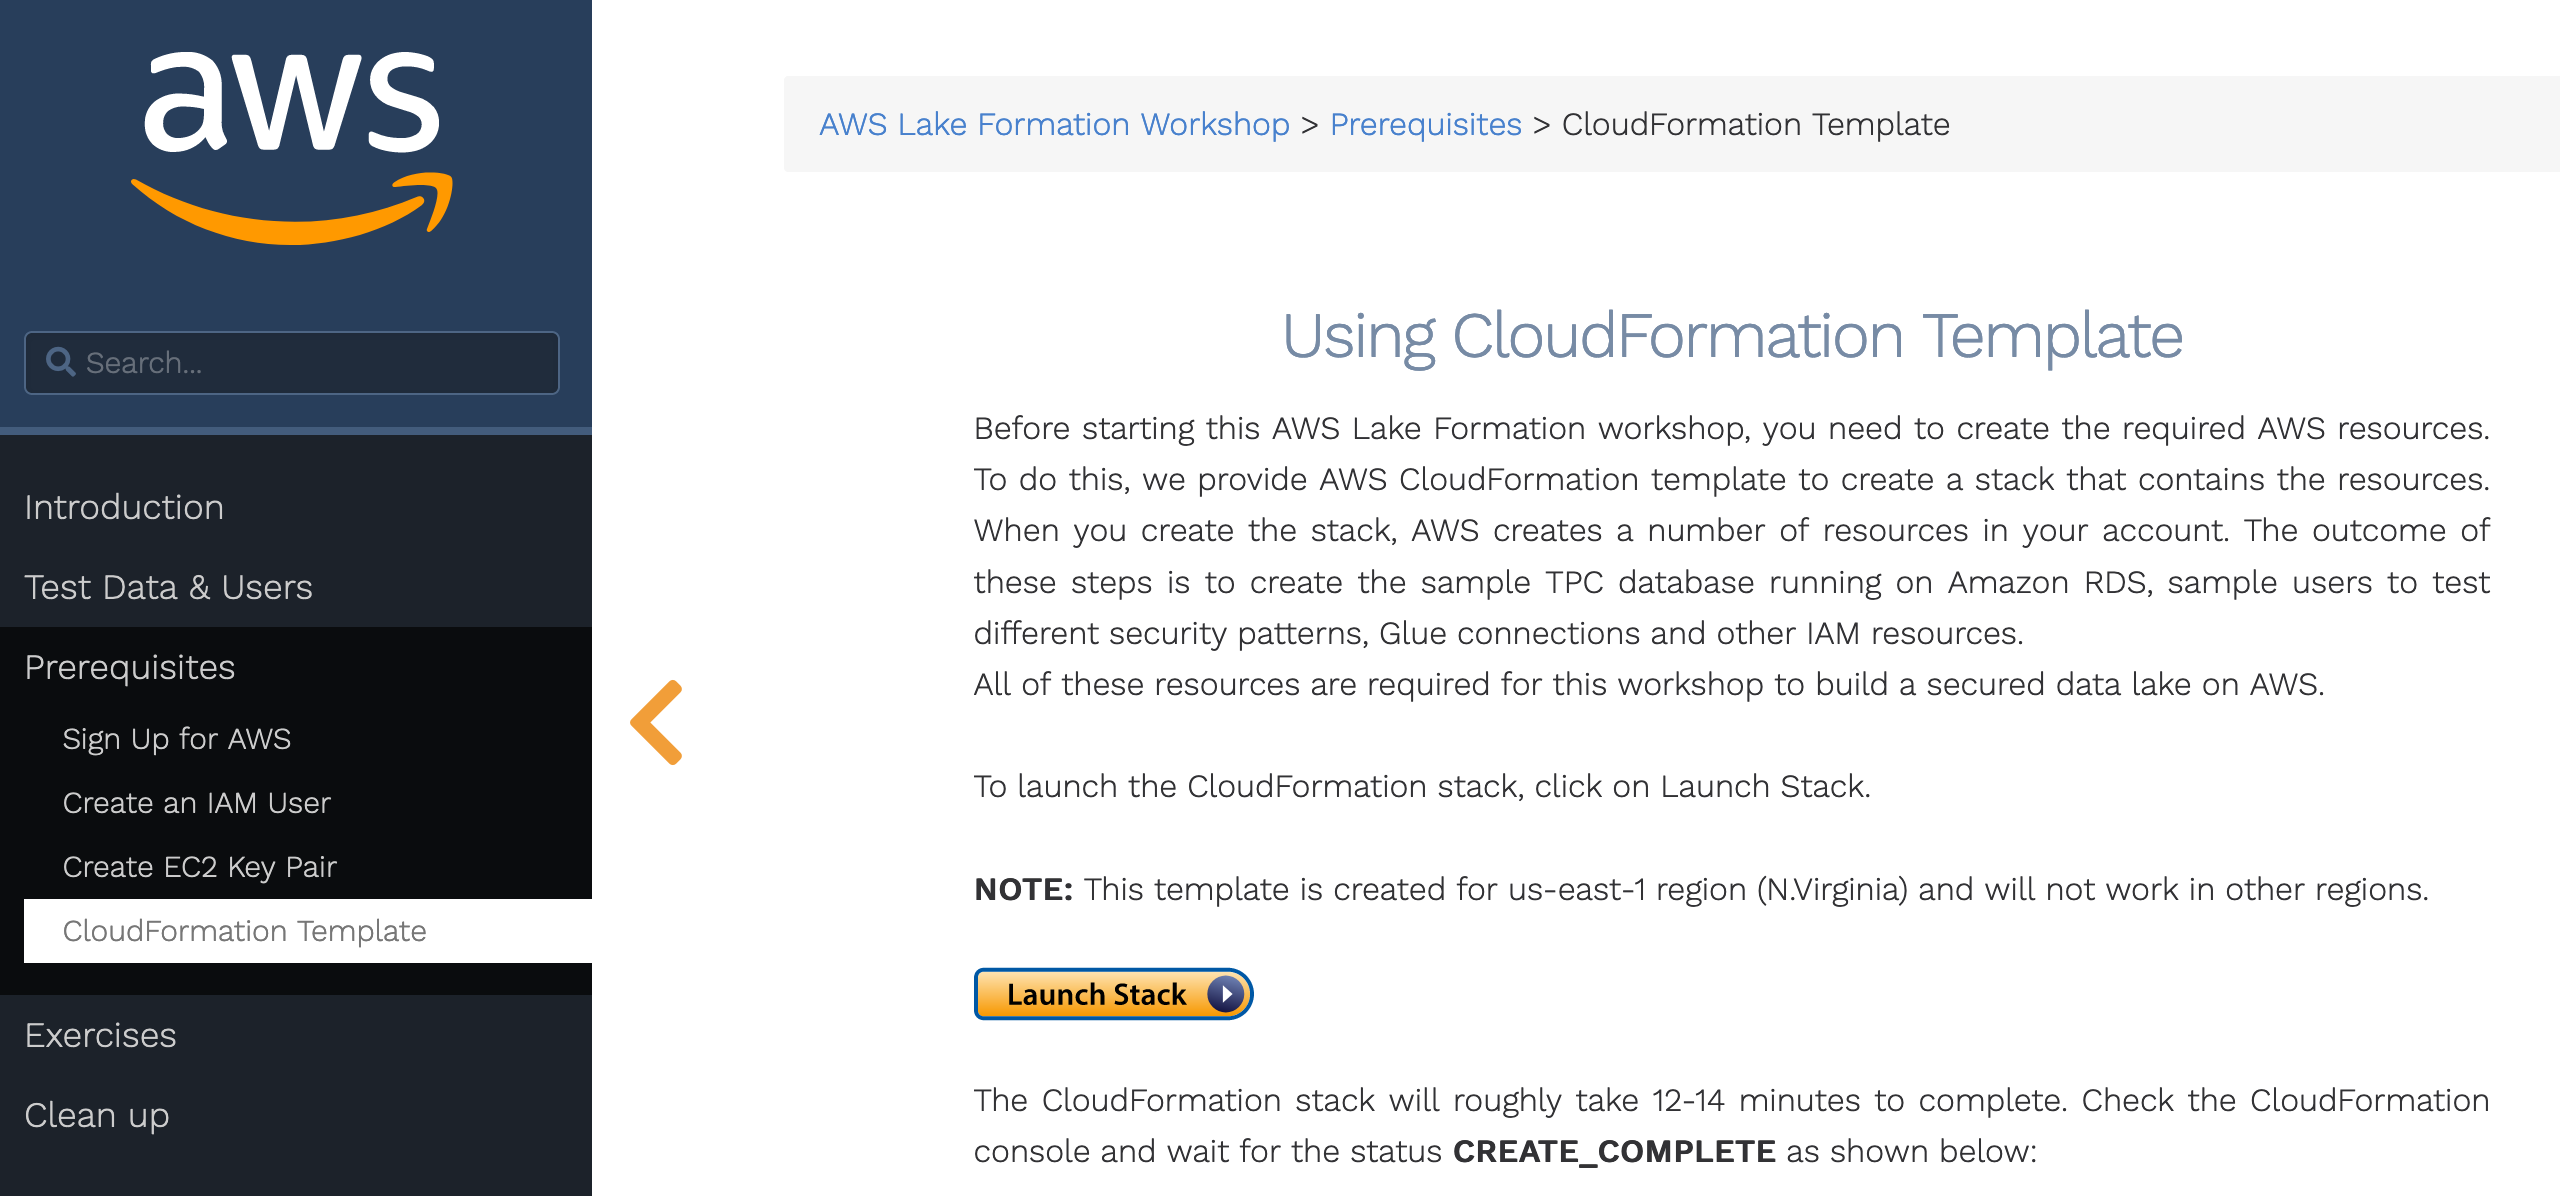 aws
Search...
Introduction
Test Data & Users
Prerequisites
Sign Up for AWS
Create an IAM User
Create EC2 Key Pair
CloudFormation Template
Exercises
Clean up
AWS Lake Formation Workshop > Prerequisites > CloudFormation Template
Using CloudFormation Template
Before starting this AWS Lake Formation workshop, you need to create the required AWS resources.
To do this, we provide AWS CloudFormation template to create a stack that contains the resources.
When you create the stack, AWS creates a number of resources in your account. The outcome of
these steps is to create the sample TPC database running on Amazon RDS, sample users to test
different security patterns, Glue connections and other IAM resources.
All of these resources are required for this workshop to build a secured data lake on AWS.
To launch the CloudFormation stack, click on Launch Stack.
NOTE: This template is created for us-east-1 region (N.Virginia) and will not work in other regions.
Launch Stack
The CloudFormation stack will roughly take 12-14 minutes to complete. Check the CloudFormation
console and wait for the status CREATE_COMPLETE as shown below: